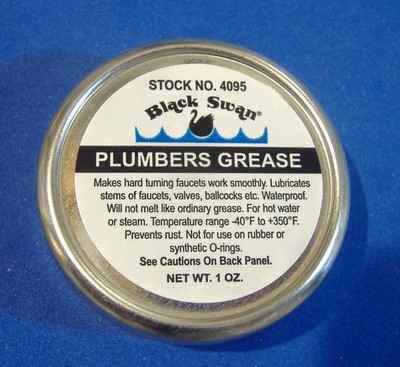 STOCK NO. 4095
Black Swan®
PLUMBERS GREASE
Makes hard turning faucets work smoothly. Lubricates
stems of faucets, valves, ballcocks etc. Waterproof.
Will not melt like ordinary grease. For hot water
or steam. Temperature range -40°F to +350°F.
Prevents rust. Not for use on rubber or
synthetic O-rings.
See Cautions On Back Panel.
NET WT. 1 OZ.